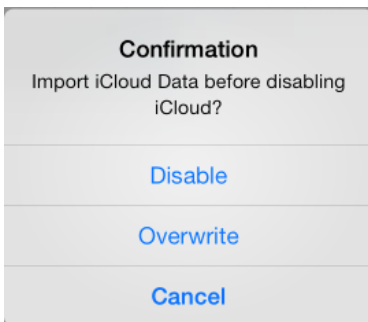 Confirmation
Import iCloud Data before disabling
iCloud?
Disable
Overwrite
Cancel